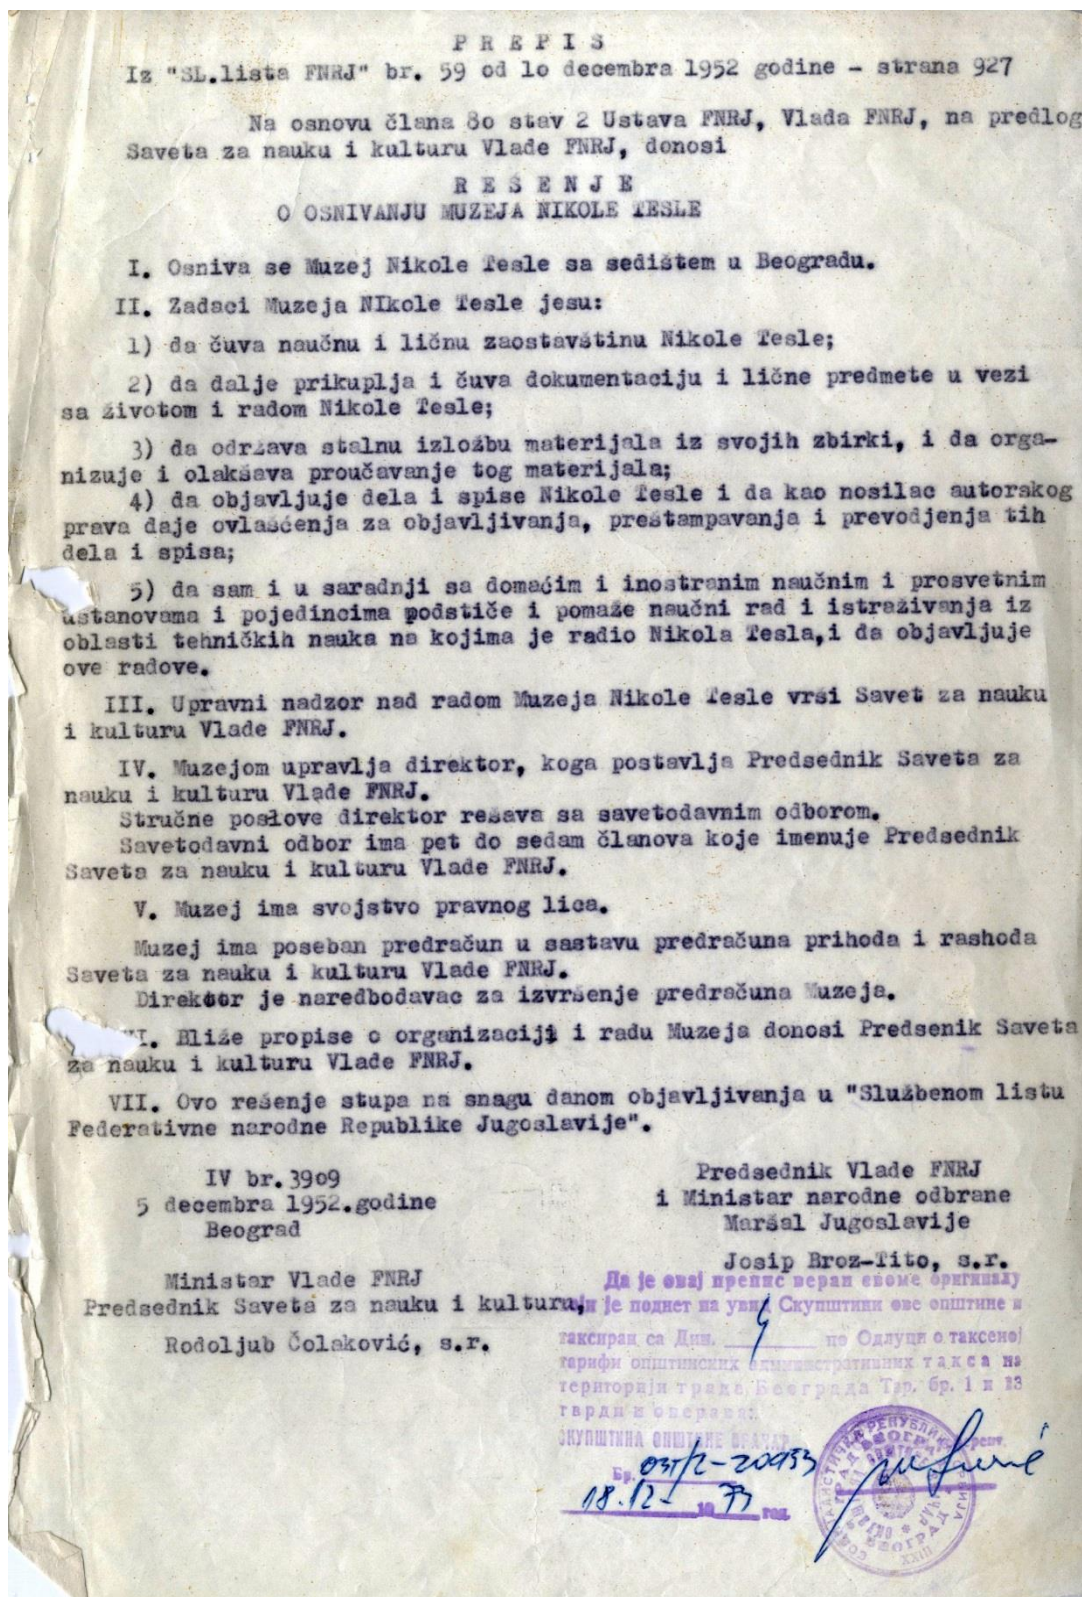 PREPIS
Iz "SL.lista FNRJ" br. 59 od 1o decembra 1952 godine - strana 927
Na osnovu člana 8o stav 2 Ustava FNRJ, Vlada FNRJ, na predlog
Saveta za nauku i kulturu Vlade FNRJ, donosi
REŠENJE
O OSNIVANJU MUZEJA NIKOLE TESLE
I. Osniva se Muzej Nikole Tesle sa sedištem u Beogradu.
II. Zadaci Muzeja NIkole Tesle jesu:
1) da čuva naučnu i ličnu zaostavštinu Nikole Tesle;
2) da dalje prikuplja i čuva dokumentaciju i lične predmete u vezi
sa životom i radom Nikole Tesle;
3) da održava stalnu izložbu materijala iz svojih zbirki, i da orga-
nizuje i olakšava proučavanje tog materijala;
4) da objavljuje dela i spise Nikole Tesle i da kao nosilac autorskog
prava daje ovlašćenja za objavljivanja, preštampavanja i prevodjenja tih
dela i spisa;
5) da sam i u saradnji sa domaćim i inostranim naučnim i prosvetnim
ustanovama i pojedincima podstiče i pomaže naučni rad i istraživanja iz
oblasti tehničkih nauka na kojima je radio Nikola Tesla,i da objavljuje
ove radove.
III. Upravni nadzor nad radom Muzeja Nikole Tesle vrši Savet za nauku
i kulturu Vlade FNRJ.
IV. Muzejom upravlja direktor, koga postavlja Predsednik Saveta za
nauku i kulturu Vlade FNRJ.
Stručne poslove direktor rešava sa savetodavnim odborom.
Savetodavni odbor ima pet do sedam članova koje imenuje Predsednik
Saveta za nauku i kulturu Vlade FNRJ.
V. Muzej ima svojstvo pravnog lica.
Muzej ima poseban predračun u sastavu predračuna prihoda i rashoda
Saveta za nauku i kulturu Vlade FNRJ.
Direktor je naredbodavac za izvršenje predračuna Muzeja.
I. Bliže propise o organizaciji i radu Muzeja donosi Predsenik Saveta
za nauku i kulturu Vlade FNRJ.
VII. Ovo rešenje stupa na snagu danom objavljivanja u "Službenom listu
Federativne narodne Republike Jugoslavije".
IV br.39o9
5 decembra 1952.godine
Beograd
Predsednik Vlade FNRJ
i Ministar narodne odbrane
Maršal Jugoslavije
Josip Broz-Tito, s.r.
Ministar Vlade FNRJ
Predsednik Saveta za nauku i kulturu,
Rodoljub Čolaković, s.r.
Да је овај препис веран своме оригиналу
је поднет на увид Скупштини ове општине и
таксиран са Дин. по Одлуци о таксеној
тарифи општинских административних такса на
територији града Београда Тар. бр. 1 и 13
тврди и оверава:
СКУПШТИНА ОПШТИНЕ ВРАЧАР
Бр.
18.12- 1973 год.